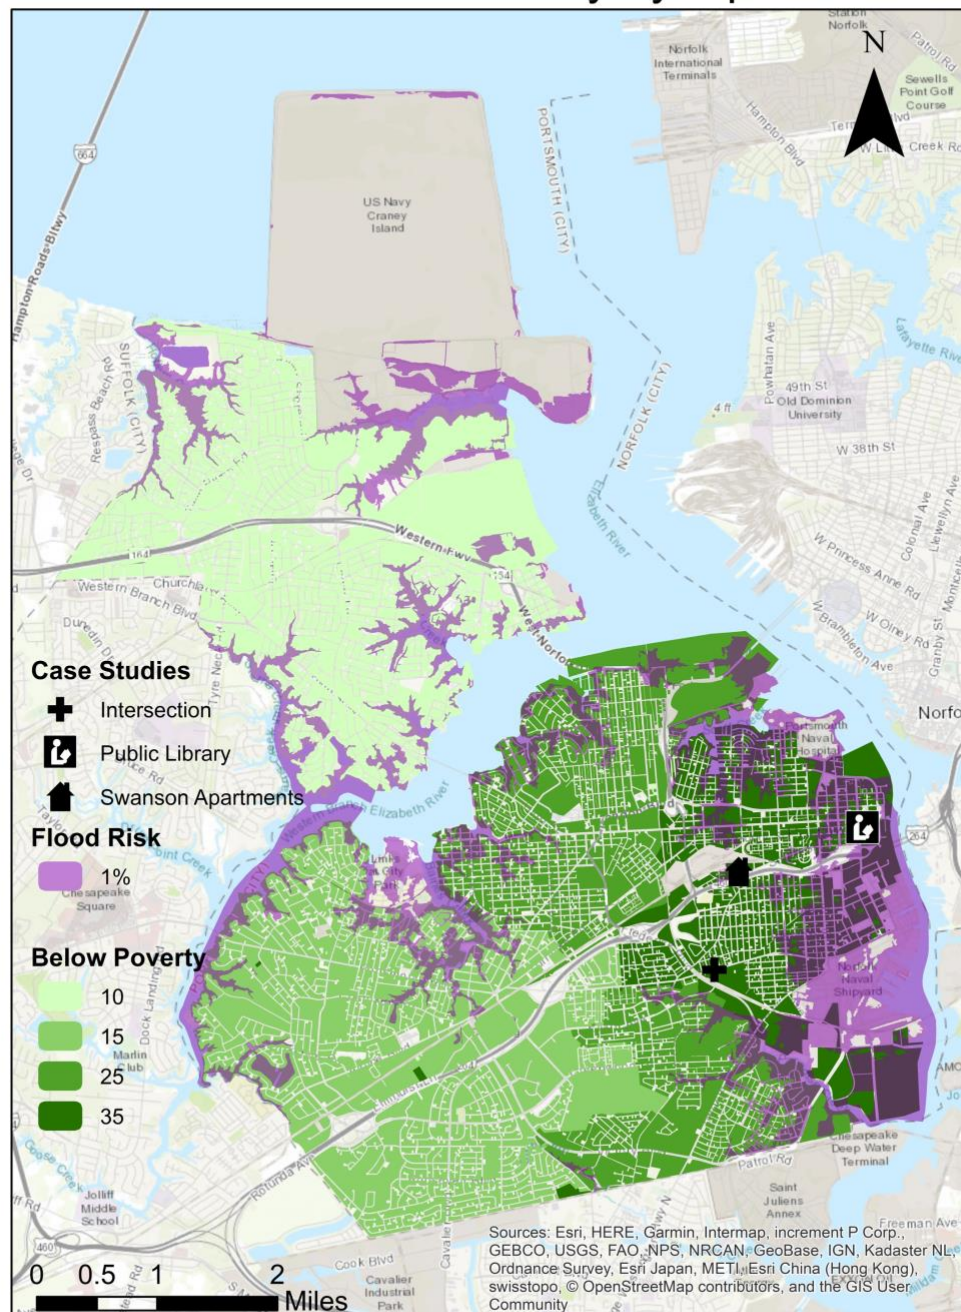 Station
Norfolk
Norfolk
International
Terminals
Patrol Rd
N
Sewells
Point Golf
Course
Hampton Blvd
Creek Rd
664
PORTSMOUTH (CITY)
US Navy
Craney
Island
Hampton Roads Bltwy
SUFFOLK (CITY)
Redgess Beach Rd
Powhatan Ave
Lafayette River
NORFOLK (CITY)
49th St
Old Dominion
University
4 ft
W 38th St
Elizabeth River
Colonial Ave
Llewellyn Ave
164
Western Fwy
164
W Princess Anne Rd
Western Branch Blvd
W Olney Rd
W Brambleton Ave
Granby St
Case Studies
Intersection
Public Library
Swanson Apartments
Portsmouth
Naval
Hospital
Western Branch Elizabeth River
264
Flood Risk
1%
Chesapeake
Square
Below Poverty
10
15
25
35
Dock Landing
Norfolk
Naval
Shipyard
Marlin
Club
Goose Creek
Rotunda Ave
Patrol Rd
Chesapeake
Deep Water
Terminal
Jolliff
Middle
School
Saint
Juliens
Annex
Freeman Ave
460
Cook Blvd
Cavalier
Industrial
Park
0 0.5 1 2
Miles
Sources: Esri, HERE, Garmin, Intermap, increment P Corp.,
GEBCO, USGS, FAO, NPS, NRCAN, GeoBase, IGN, Kadaster NL,
Ordnance Survey, Esri Japan, METI, Esri China (Hong Kong),
swisstopo, © OpenStreetMap contributors, and the GIS User
Community